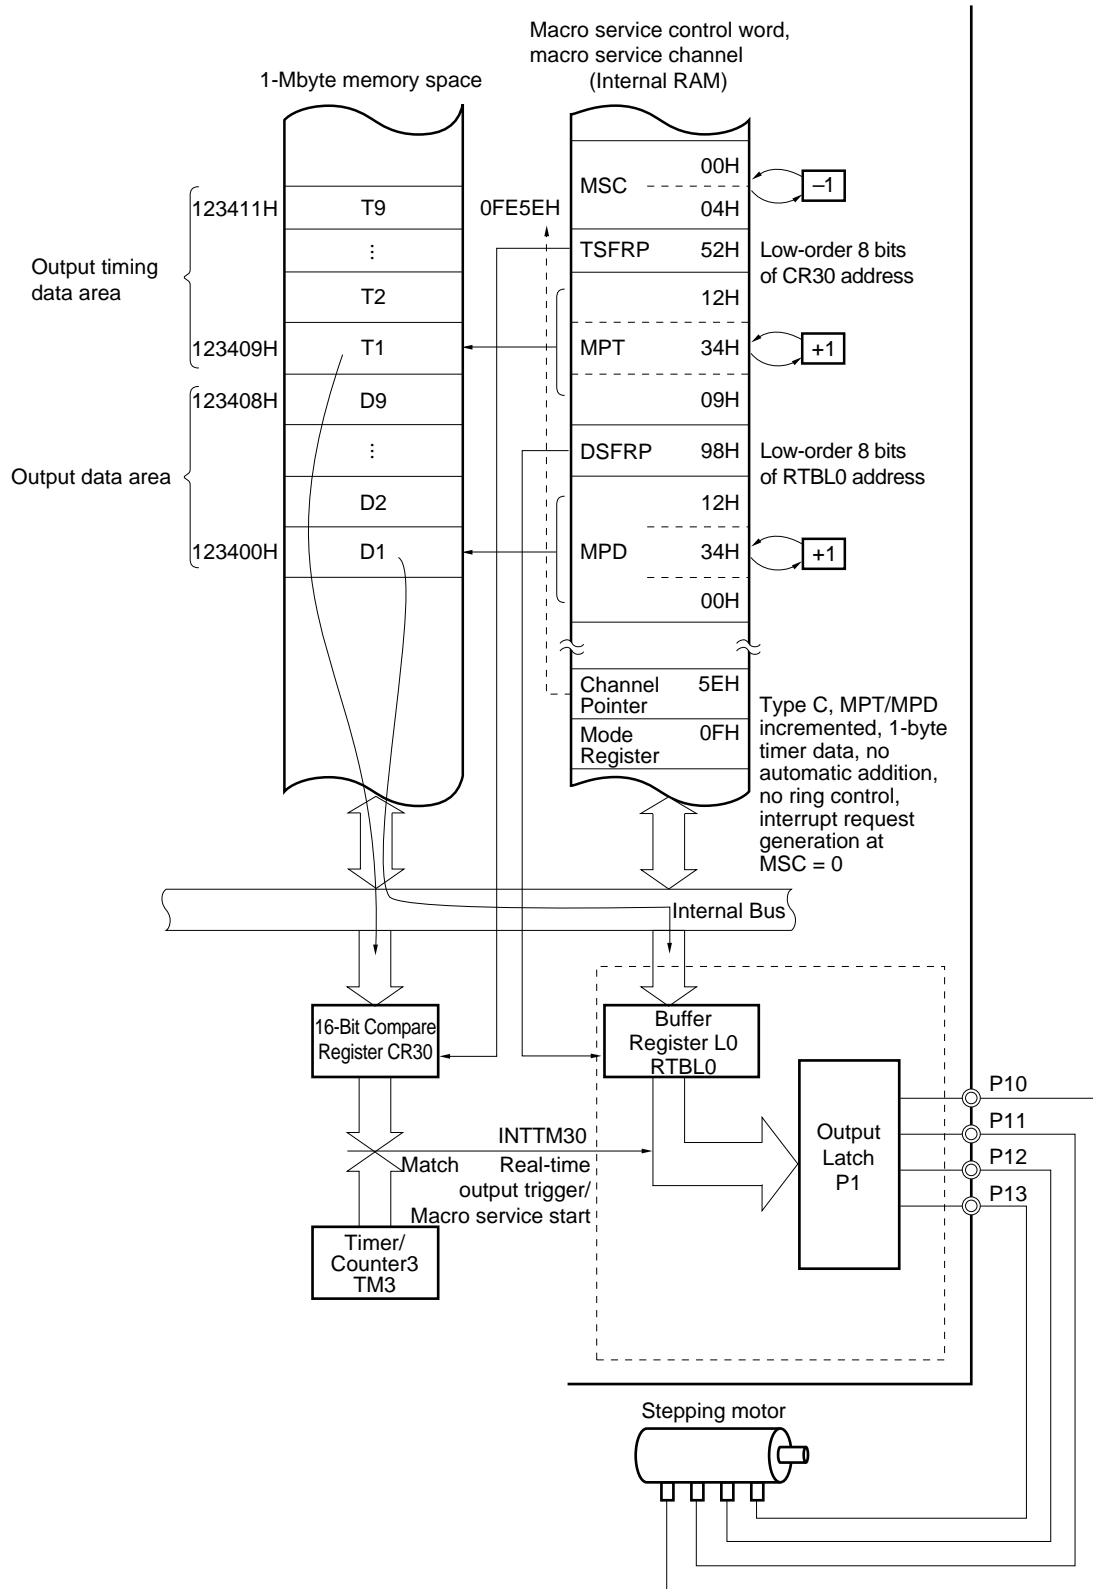 Macro service control word,
macro service channel
(Internal RAM)
1-Mbyte memory space
00H
MSC
–1
04H
123411H
T9
0FE5EH
TSFRP 52H
Low-order 8 bits
of CR30 address
⋮
Output timing
data area
T2
12H
123409H
T1
MPT 34H
+1
123408H
D9
09H
⋮
DSFRP 98H
Low-order 8 bits
of RTBL0 address
Output data area
D2
12H
123400H
D1
MPD 34H
+1
00H
Channel
Pointer
5EH
Mode
Register
0FH
Type C, MPT/MPD
incremented, 1-byte
timer data, no
automatic addition,
no ring control,
interrupt request
generation at
MSC = 0
Internal Bus
16-Bit Compare
Register CR30
Buffer
Register L0
RTBL0
Output
Latch
P1
P10
P11
P12
P13
INTTM30
Match
Real-time
output trigger/
Macro service start
Timer/
Counter3
TM3
Stepping motor